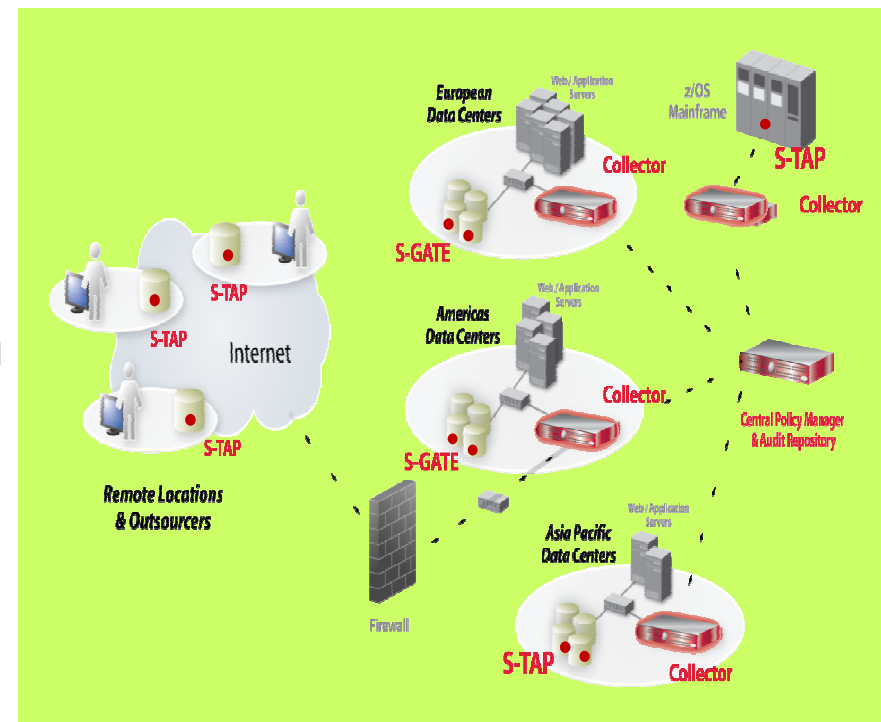 Web / Application
Servers
European
Data Centers
Collector
S-GATE
z/OS
Mainframe
S-TAP
Collector
S-TAP
S-TAP
Internet
S-TAP
Remote Locations
& Outsourcers
Web / Application
Servers
Americas
Data Centers
Collector
S-GATE
Central Policy Manager
& Audit Repository
Firewall
Web / Application
Servers
Asia Pacific
Data Centers
S-TAP
Collector